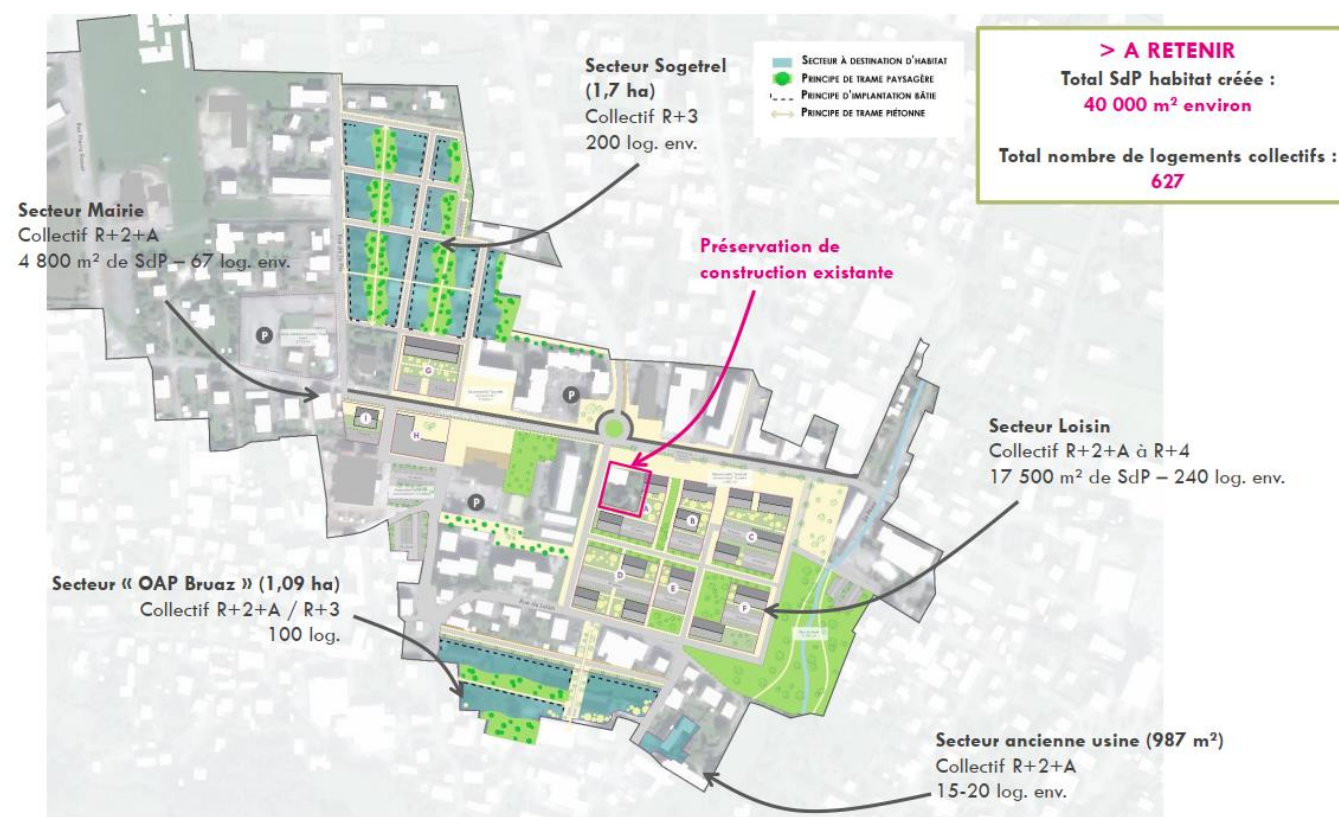 > A RETENIR
Total SdP habitat créée :
40 000 m² environ
Total nombre de logements collectifs :
627
SECTEUR À DESTINATION D'HABITAT
PRINCIPE DE TRAME PAYSAGÈRE
PRINCIPE D'IMPLANTATION BÂTIE
PRINCIPE DE TRAME PIÉTONNE
Secteur Sogetrel
(1,7 ha)
Collectif R+3
200 log. env.
Secteur Mairie
Collectif R+2+A
4 800 m² de SdP – 67 log. env.
Préservation de
construction existante
Secteur Loisin
Collectif R+2+A à R+4
17 500 m² de SdP – 240 log. env.
Secteur « OAP Bruaz » (1,09 ha)
Collectif R+2+A / R+3
100 log.
Secteur ancienne usine (987 m²)
Collectif R+2+A
15-20 log. env.
P
P
P
G
I
H
A
B
C
D
E
F